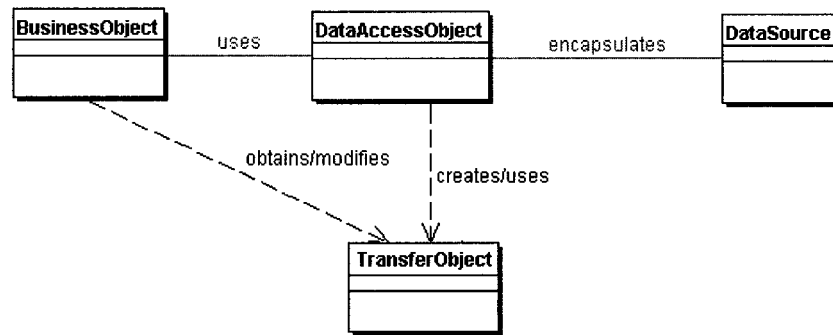 BusinessObject
uses
DataAccessObject
encapsulates
DataSource
obtains/modifies
creates/uses
TransferObject